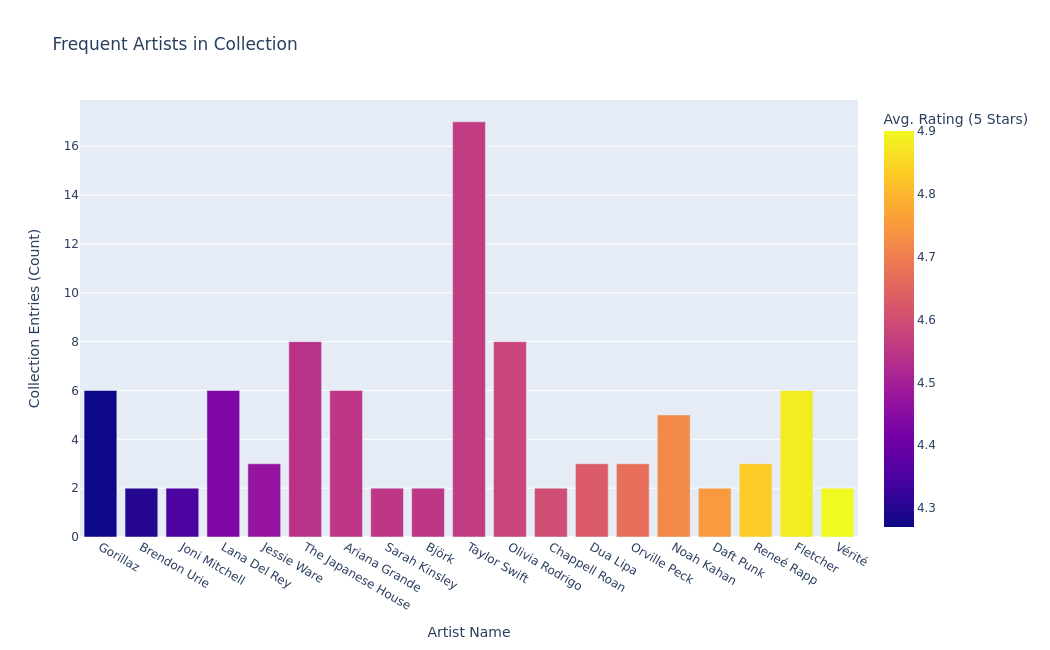 Frequent Artists in Collection
Avg. Rating (5 Stars)
4.9
4.8
4.7
4.6
4.5
4.4
4.3
Collection Entries (Count)
16
14
12
10
8
6
4
2
0
Gorillaz
Brendon Urie
Joni Mitchell
Lana Del Rey
Jessie Ware
The Japanese House
Ariana Grande
Sarah Kinsley
Björk
Taylor Swift
Olivia Rodrigo
Chappell Roan
Dua Lipa
Orville Peck
Noah Kahan
Daft Punk
Reneé Rapp
Fletcher
Vérité
Artist Name